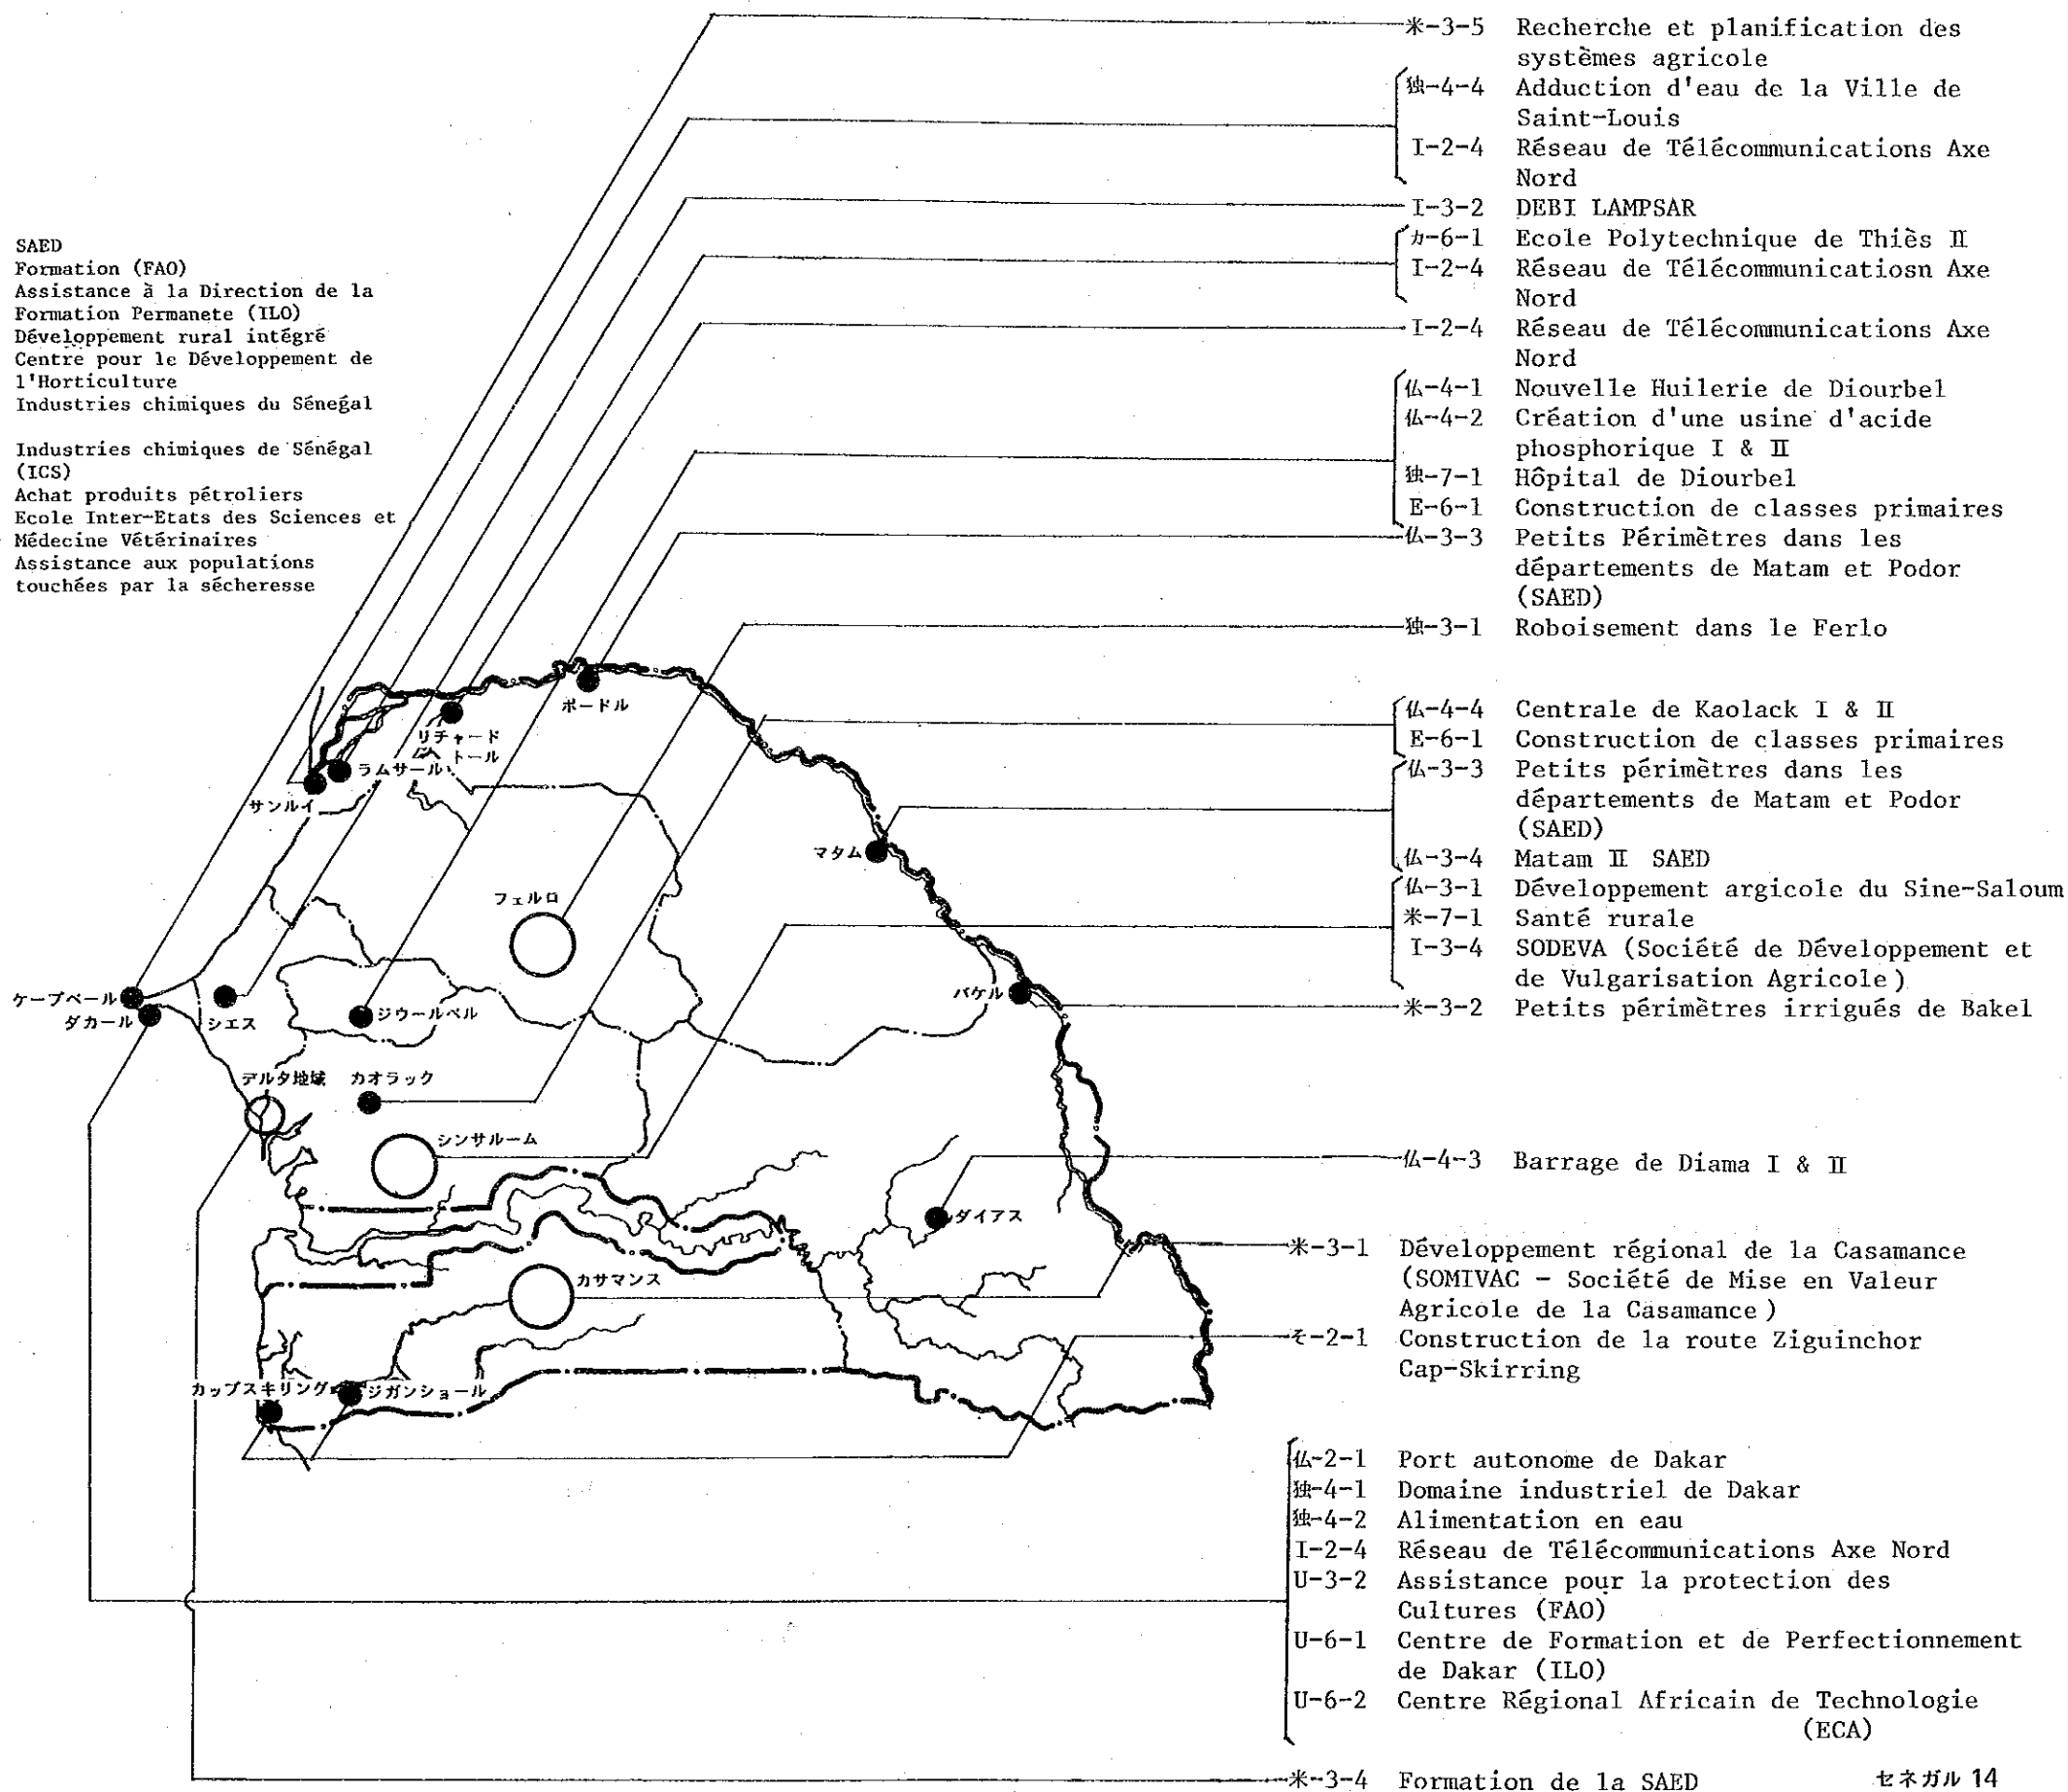 米-3-5 Recherche et planification des
systèmes agricole
独-4-4 Adduction d'eau de la Ville de
Saint-Louis
I-2-4 Réseau de Télécommunications Axe
Nord
I-3-2 DEBI LAMPSAR
カ-6-1 Ecole Polytechnique de Thiès II
I-2-4 Réseau de Télécommunicatiosn Axe
Nord
I-2-4 Réseau de Télécommunications Axe
Nord
仏-4-1 Nouvelle Huilerie de Diourbel
仏-4-2 Création d'une usine d'acide
phosphorique I & II
独-7-1 Hôpital de Diourbel
E-6-1 Construction de classes primaires
仏-3-3 Petits Périmètres dans les
départements de Matam et Podor
(SAED)
独-3-1 Roboisement dans le Ferlo
仏-4-4 Centrale de Kaolack I & II
E-6-1 Construction de classes primaires
仏-3-3 Petits périmètres dans les
départements de Matam et Podor
(SAED)
仏-3-4 Matam II SAED
仏-3-1 Développement argicole du Sine-Saloum
米-7-1 Santé rurale
I-3-4 SODEVA (Société de Développement et
de Vulgarisation Agricole)
米-3-2 Petits périmètres irrigués de Bakel
仏-4-3 Barrage de Diama I & II
米-3-1 Développement régional de la Casamance
(SOMIVAC - Société de Mise en Valeur
Agricole de la Casamance)
そ-2-1 Construction de la route Ziguinchor
Cap-Skirring
仏-2-1 Port autonome de Dakar
独-4-1 Domaine industriel de Dakar
独-4-2 Alimentation en eau
I-2-4 Réseau de Télécommunications Axe Nord
U-3-2 Assistance pour la protection des
Cultures (FAO)
U-6-1 Centre de Formation et de Perfectionnement
de Dakar (ILO)
U-6-2 Centre Régional Africain de Technologie
(ECA)
米-3-4 Formation de la SAED
SAED
Formation (FAO)
Assistance à la Direction de la
Formation Permanete (ILO)
Développement rural intégré
Centre pour le Développement de
l'Horticulture
Industries chimiques du Sénegal
Industries chimiques de Sénégal
(ICS)
Achat produits pétroliers
Ecole Inter-Etats des Sciences et
Médecine Vétérinaires
Assistance aux populations
touchées par la sécheresse
ポードル
リチャード
トール
ラムサール
サンルイ
マタム
フェルロ
バケル
ケープベール
ダカール
シエス
ジウールベル
デルタ地域
カオラック
シンサルーム
ダイアス
カサマンス
カップスキリング
ジガンショール
セネガル 14